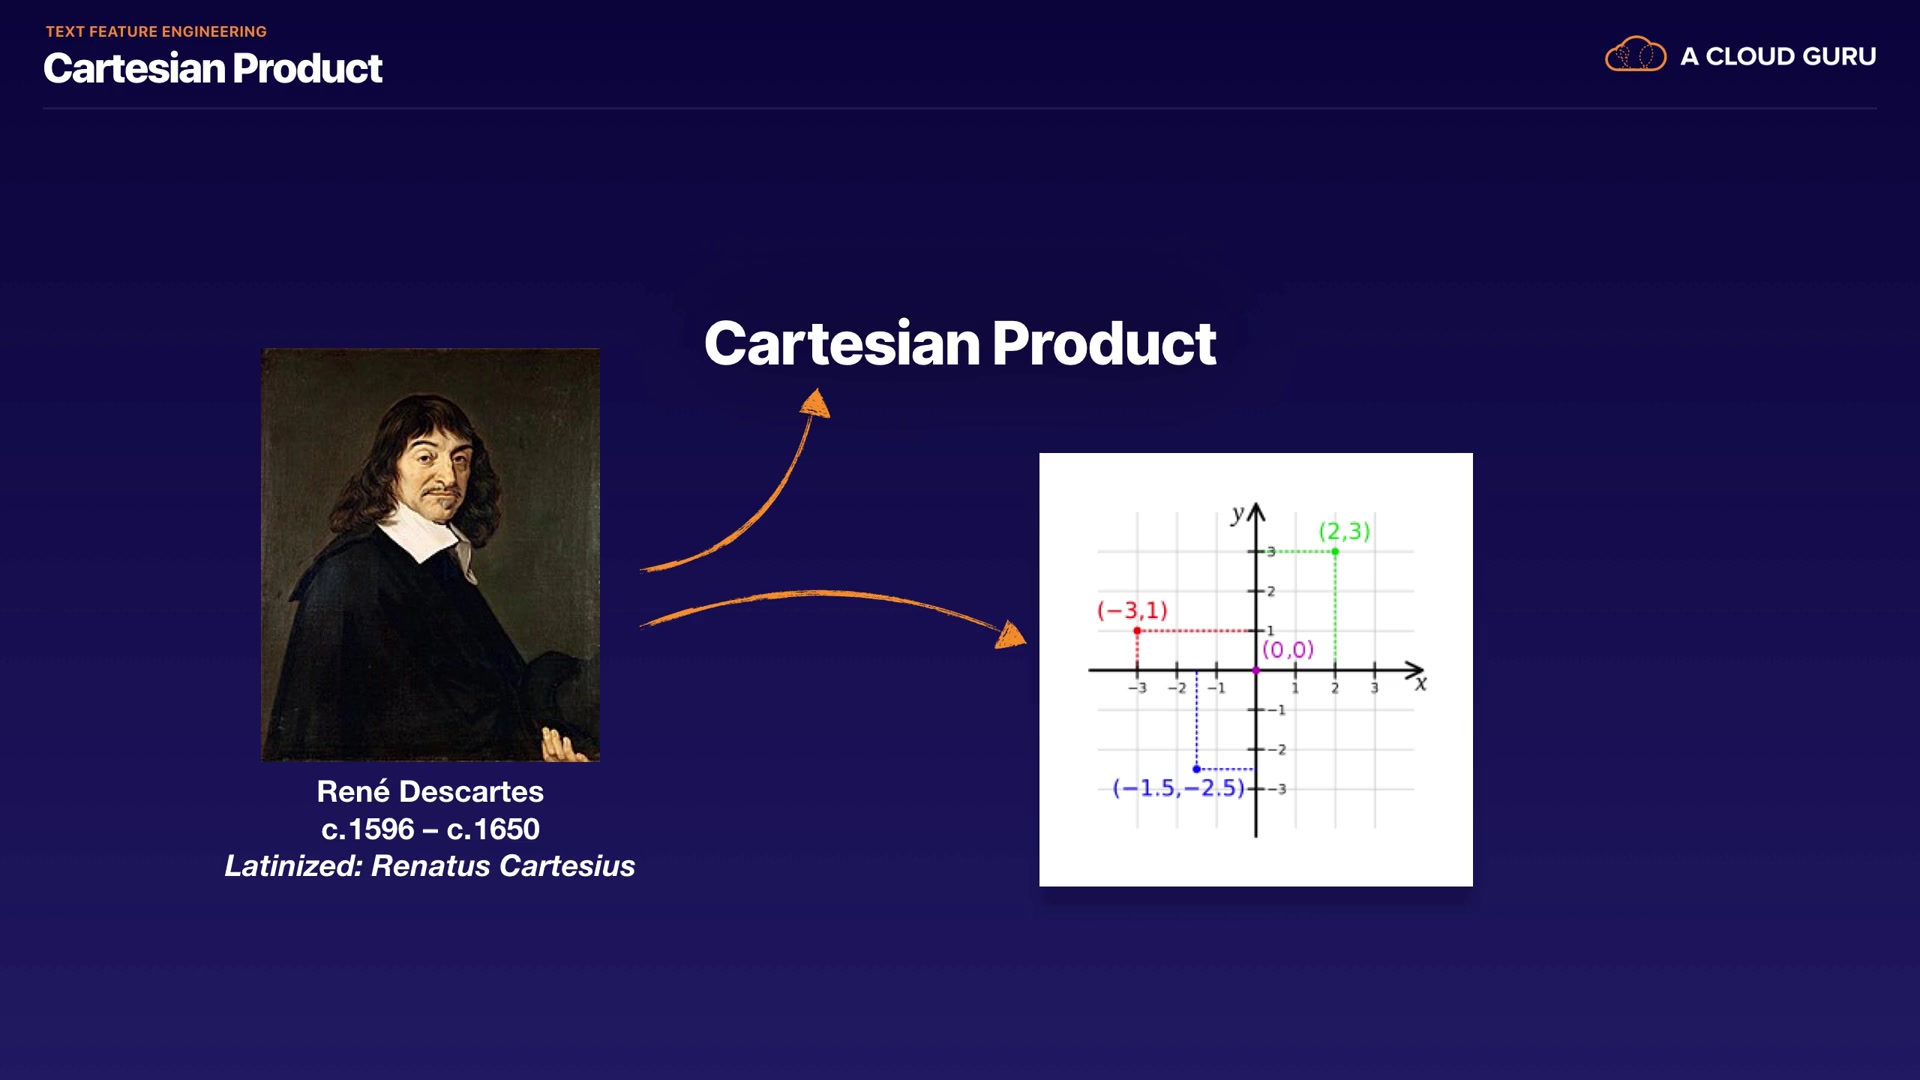 TEXT FEATURE ENGINEERING
Cartesian Product
A CLOUD GURU
Cartesian Product
René Descartes
c.1596 – c.1650
Latinized: Renatus Cartesius
y
(2,3)
3
2
(−3,1)
1
(0,0)
−3 −2 −1 1 2 3 x
−1
−2
(−1.5,−2.5) −3